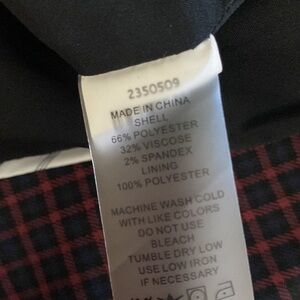 2350509
MADE IN CHINA
SHELL
66% POLYESTER
32% VISCOSE
2% SPANDEX
LINING
100% POLYESTER
MACHINE WASH COLD
WITH LIKE COLORS
DO NOT USE
BLEACH
TUMBLE DRY LOW
USE LOW IRON
IF NECESSARY